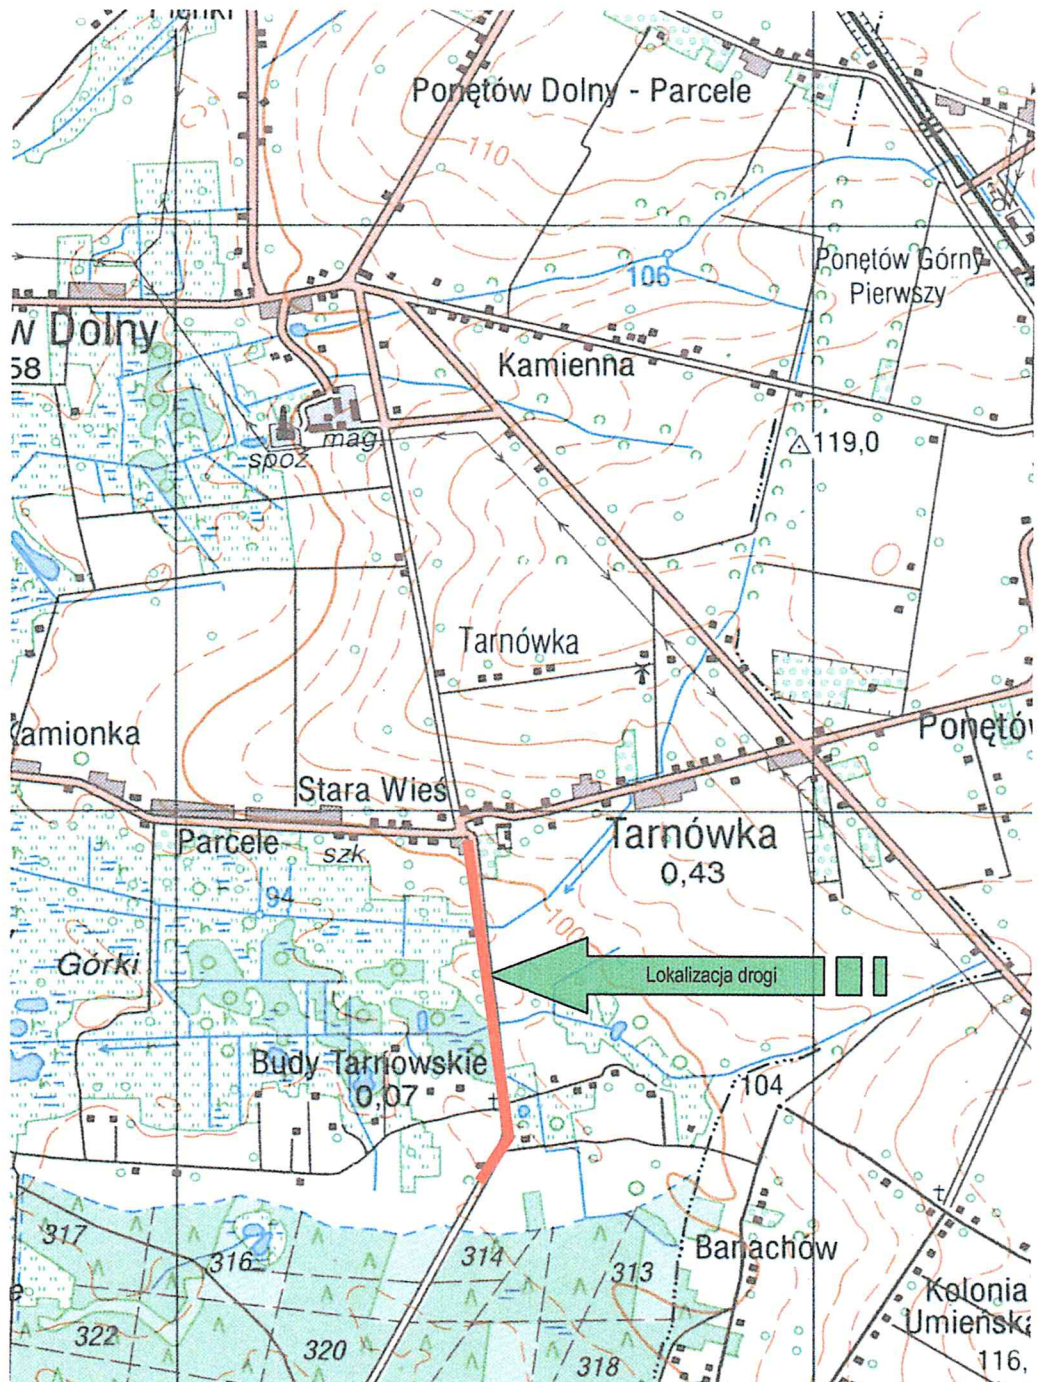 Ponętów Dolny - Parcele
110
106
Ponętów Górny
Pierwszy
w Dolny
58
Kamienna
mag
spoż.
119,0
Tarnówka
Kamionka
Stara Wieś
Parcele
szk.
Tarnówka
0,43
94
100
Górki
Lokalizacja drogi
Budy Tarnowskie
0,07
104
317
316
314
313
Banachów
322
320
318
Kolonia
Umieńska
116,